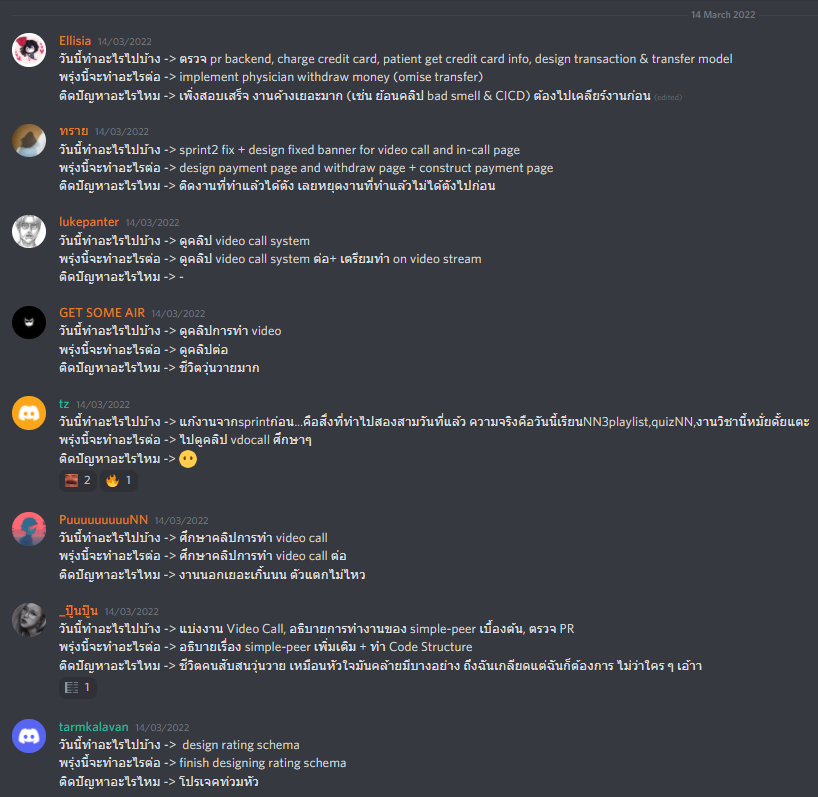 14 March 2022
Ellisia 14/03/2022
วันนี้ทำอะไรไปบ้าง -> ตรวจ pr backend, charge credit card, patient get credit card info, design transaction & transfer model
พรุ่งนี้จะทำอะไรต่อ -> implement physician withdraw money (omise transfer)
ติดปัญหาอะไรไหม -> เพิ่งสอบเสร็จ งานค้างเยอะมาก (เช่น ย้อนคลิป bad smell & CICD) ต้องไปเคลียร์งานก่อน (edited)
ทราย 14/03/2022
วันนี้ทำอะไรไปบ้าง -> sprint2 fix + design fixed banner for video call and in-call page
พรุ่งนี้จะทำอะไรต่อ -> design payment page and withdraw page + construct payment page
ติดปัญหาอะไรไหม -> ติดงานที่ทำแล้วได้ตัง เลยหยุดงานที่ทำแล้วไม่ได้ตังไปก่อน
lukepanter 14/03/2022
วันนี้ทำอะไรไปบ้าง -> ดูคลิป video call system
พรุ่งนี้จะทำอะไรต่อ -> ดูคลิป video call system ต่อ+ เตรียมทำ on video stream
ติดปัญหาอะไรไหม -> -
GET SOME AIR 14/03/2022
วันนี้ทำอะไรไปบ้าง -> ดูคลิปการทำ video
พรุ่งนี้จะทำอะไรต่อ -> ดูคลิปต่อ
ติดปัญหาอะไรไหม -> ชีวิตวุ่นวายมาก
tz 14/03/2022
วันนี้ทำอะไรไปบ้าง -> แก้งานจากsprintก่อน...คือสิ่งที่ทำไปสองสามวันที่แล้ว ความจริงคือวันนี้เรียนNN3playlist,quizNN,งานวิชานี้หมั่ยดั้ยแตะ
พรุ่งนี้จะทำอะไรต่อ -> ไปดูคลิป vdocall ศึกษาๆ
ติดปัญหาอะไรไหม -> 😶
2 1
PuuuuuuuuuNN 14/03/2022
วันนี้ทำอะไรไปบ้าง -> ศึกษาคลิปการทำ video call
พรุ่งนี้จะทำอะไรต่อ -> ศึกษาคลิปการทำ video call ต่อ
ติดปัญหาอะไรไหม -> งานนอกเยอะเกิ้นนน ตัวแตกไม่ไหว
_ปูนปูน 14/03/2022
วันนี้ทำอะไรไปบ้าง -> แบ่งงาน Video Call, อธิบายการทำงานของ simple-peer เบื้องต้น, ตรวจ PR
พรุ่งนี้จะทำอะไรต่อ -> อธิบายเรื่อง simple-peer เพิ่มเติม + ทำ Code Structure
ติดปัญหาอะไรไหม -> ชีวิตคนสับสนวุ่นวาย เหมือนหัวใจมันคล้ายมีบางอย่าง ถึงฉันเกลียดแต่ฉันก็ต้องการ ไม่ว่าใคร ๆ เอ้าา
1
tarmkalavan 14/03/2022
วันนี้ทำอะไรไปบ้าง -> design rating schema
พรุ่งนี้จะทำอะไรต่อ -> finish designing rating schema
ติดปัญหาอะไรไหม -> โปรเจคท่วมหัว